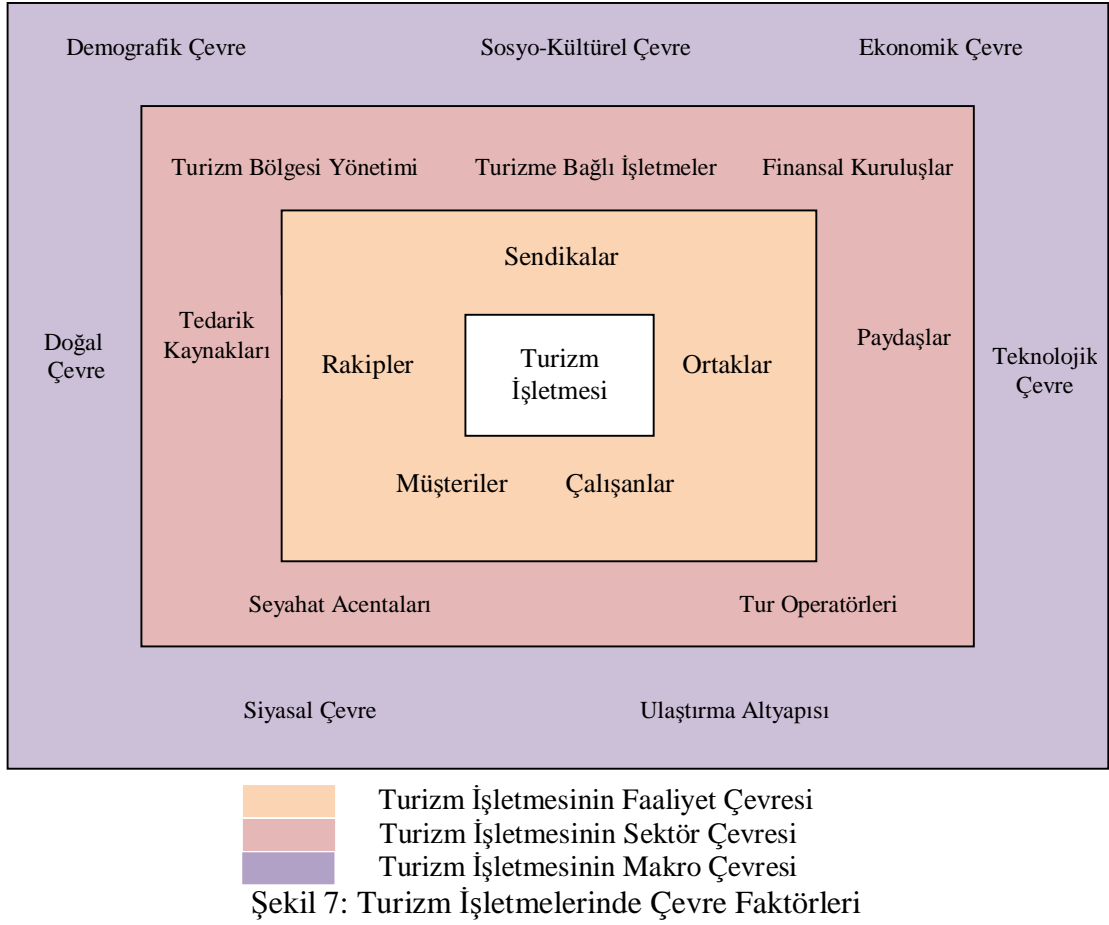 Demografik Çevre
Sosyo-Kültürel Çevre
Ekonomik Çevre
Turizm Bölgesi Yönetimi
Turizme Bağlı İşletmeler
Finansal Kuruluşlar
Sendikalar
Doğal
Çevre
Tedarik
Kaynakları
Rakipler
Turizm
İşletmesi
Ortaklar
Paydaşlar
Teknolojik
Çevre
Müşteriler
Çalışanlar
Seyahat Acentaları
Tur Operatörleri
Siyasal Çevre
Ulaştırma Altyapısı
Turizm İşletmesinin Faaliyet Çevresi
Turizm İşletmesinin Sektör Çevresi
Turizm İşletmesinin Makro Çevresi
Şekil 7: Turizm İşletmelerinde Çevre Faktörleri